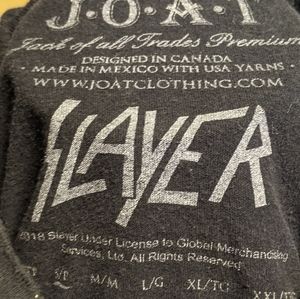 J·O·A·T
Jack of all Trades Premium
DESIGNED IN CANADA
· MADE IN MEXICO WITH USA YARNS ·
WWW.JOATCLOTHING.COM
SLAYER
2018 Slayer Under License to Global Merchandising
Services, Ltd. All Rights Reserved
S/P M/M L/G XL/TG